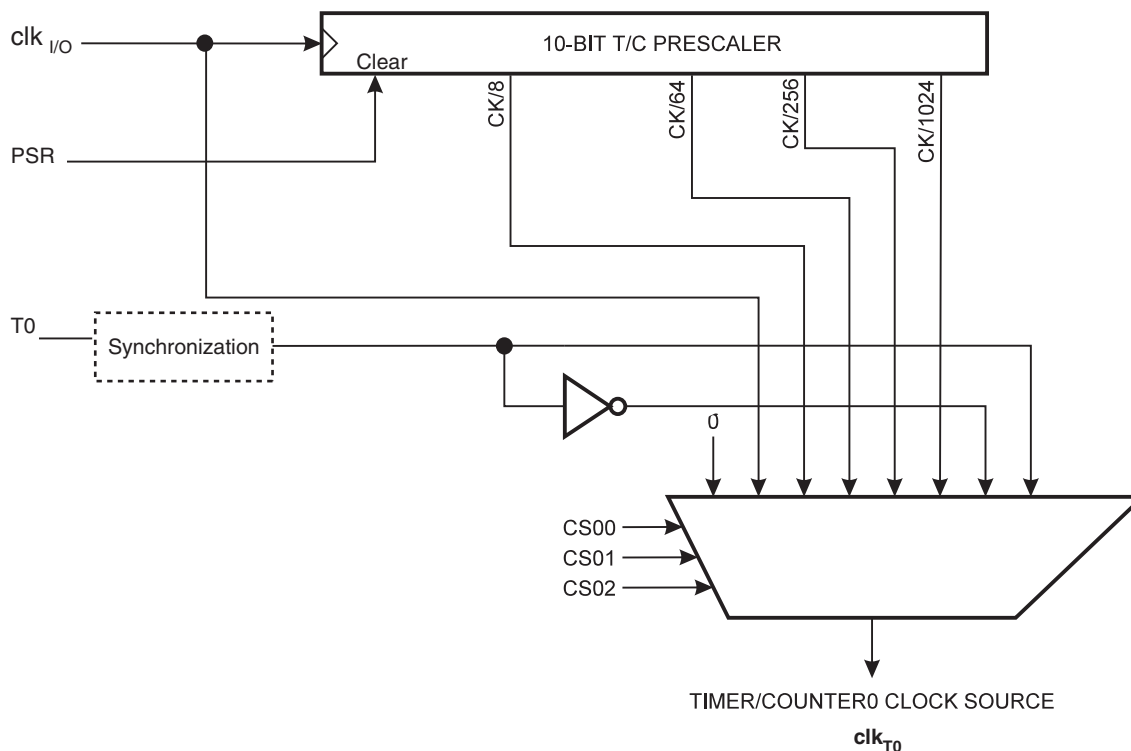 clk I/O
10-BIT T/C PRESCALER
Clear
CK/8
CK/64
CK/256
CK/1024
PSR
T0
Synchronization
0
CS00
CS01
CS02
TIMER/COUNTER0 CLOCK SOURCE
clkT0